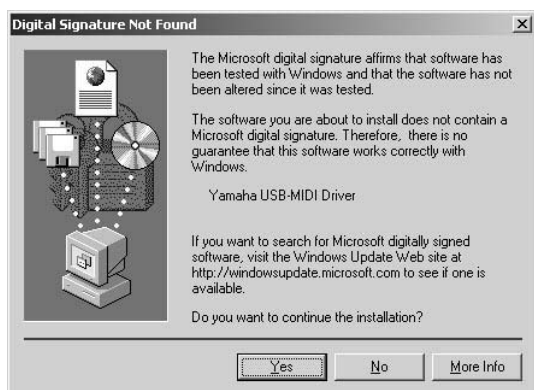 Digital Signature Not Found
The Microsoft digital signature affirms that software has
been tested with Windows and that the software has not
been altered since it was tested.
The software you are about to install does not contain a
Microsoft digital signature. Therefore, there is no
guarantee that this software works correctly with
Windows.
Yamaha USB-MIDI Driver
If you want to search for Microsoft digitally signed
software, visit the Windows Update Web site at
http://windowsupdate.microsoft.com to see if one is
available.
Do you want to continue the installation?
Yes No More Info